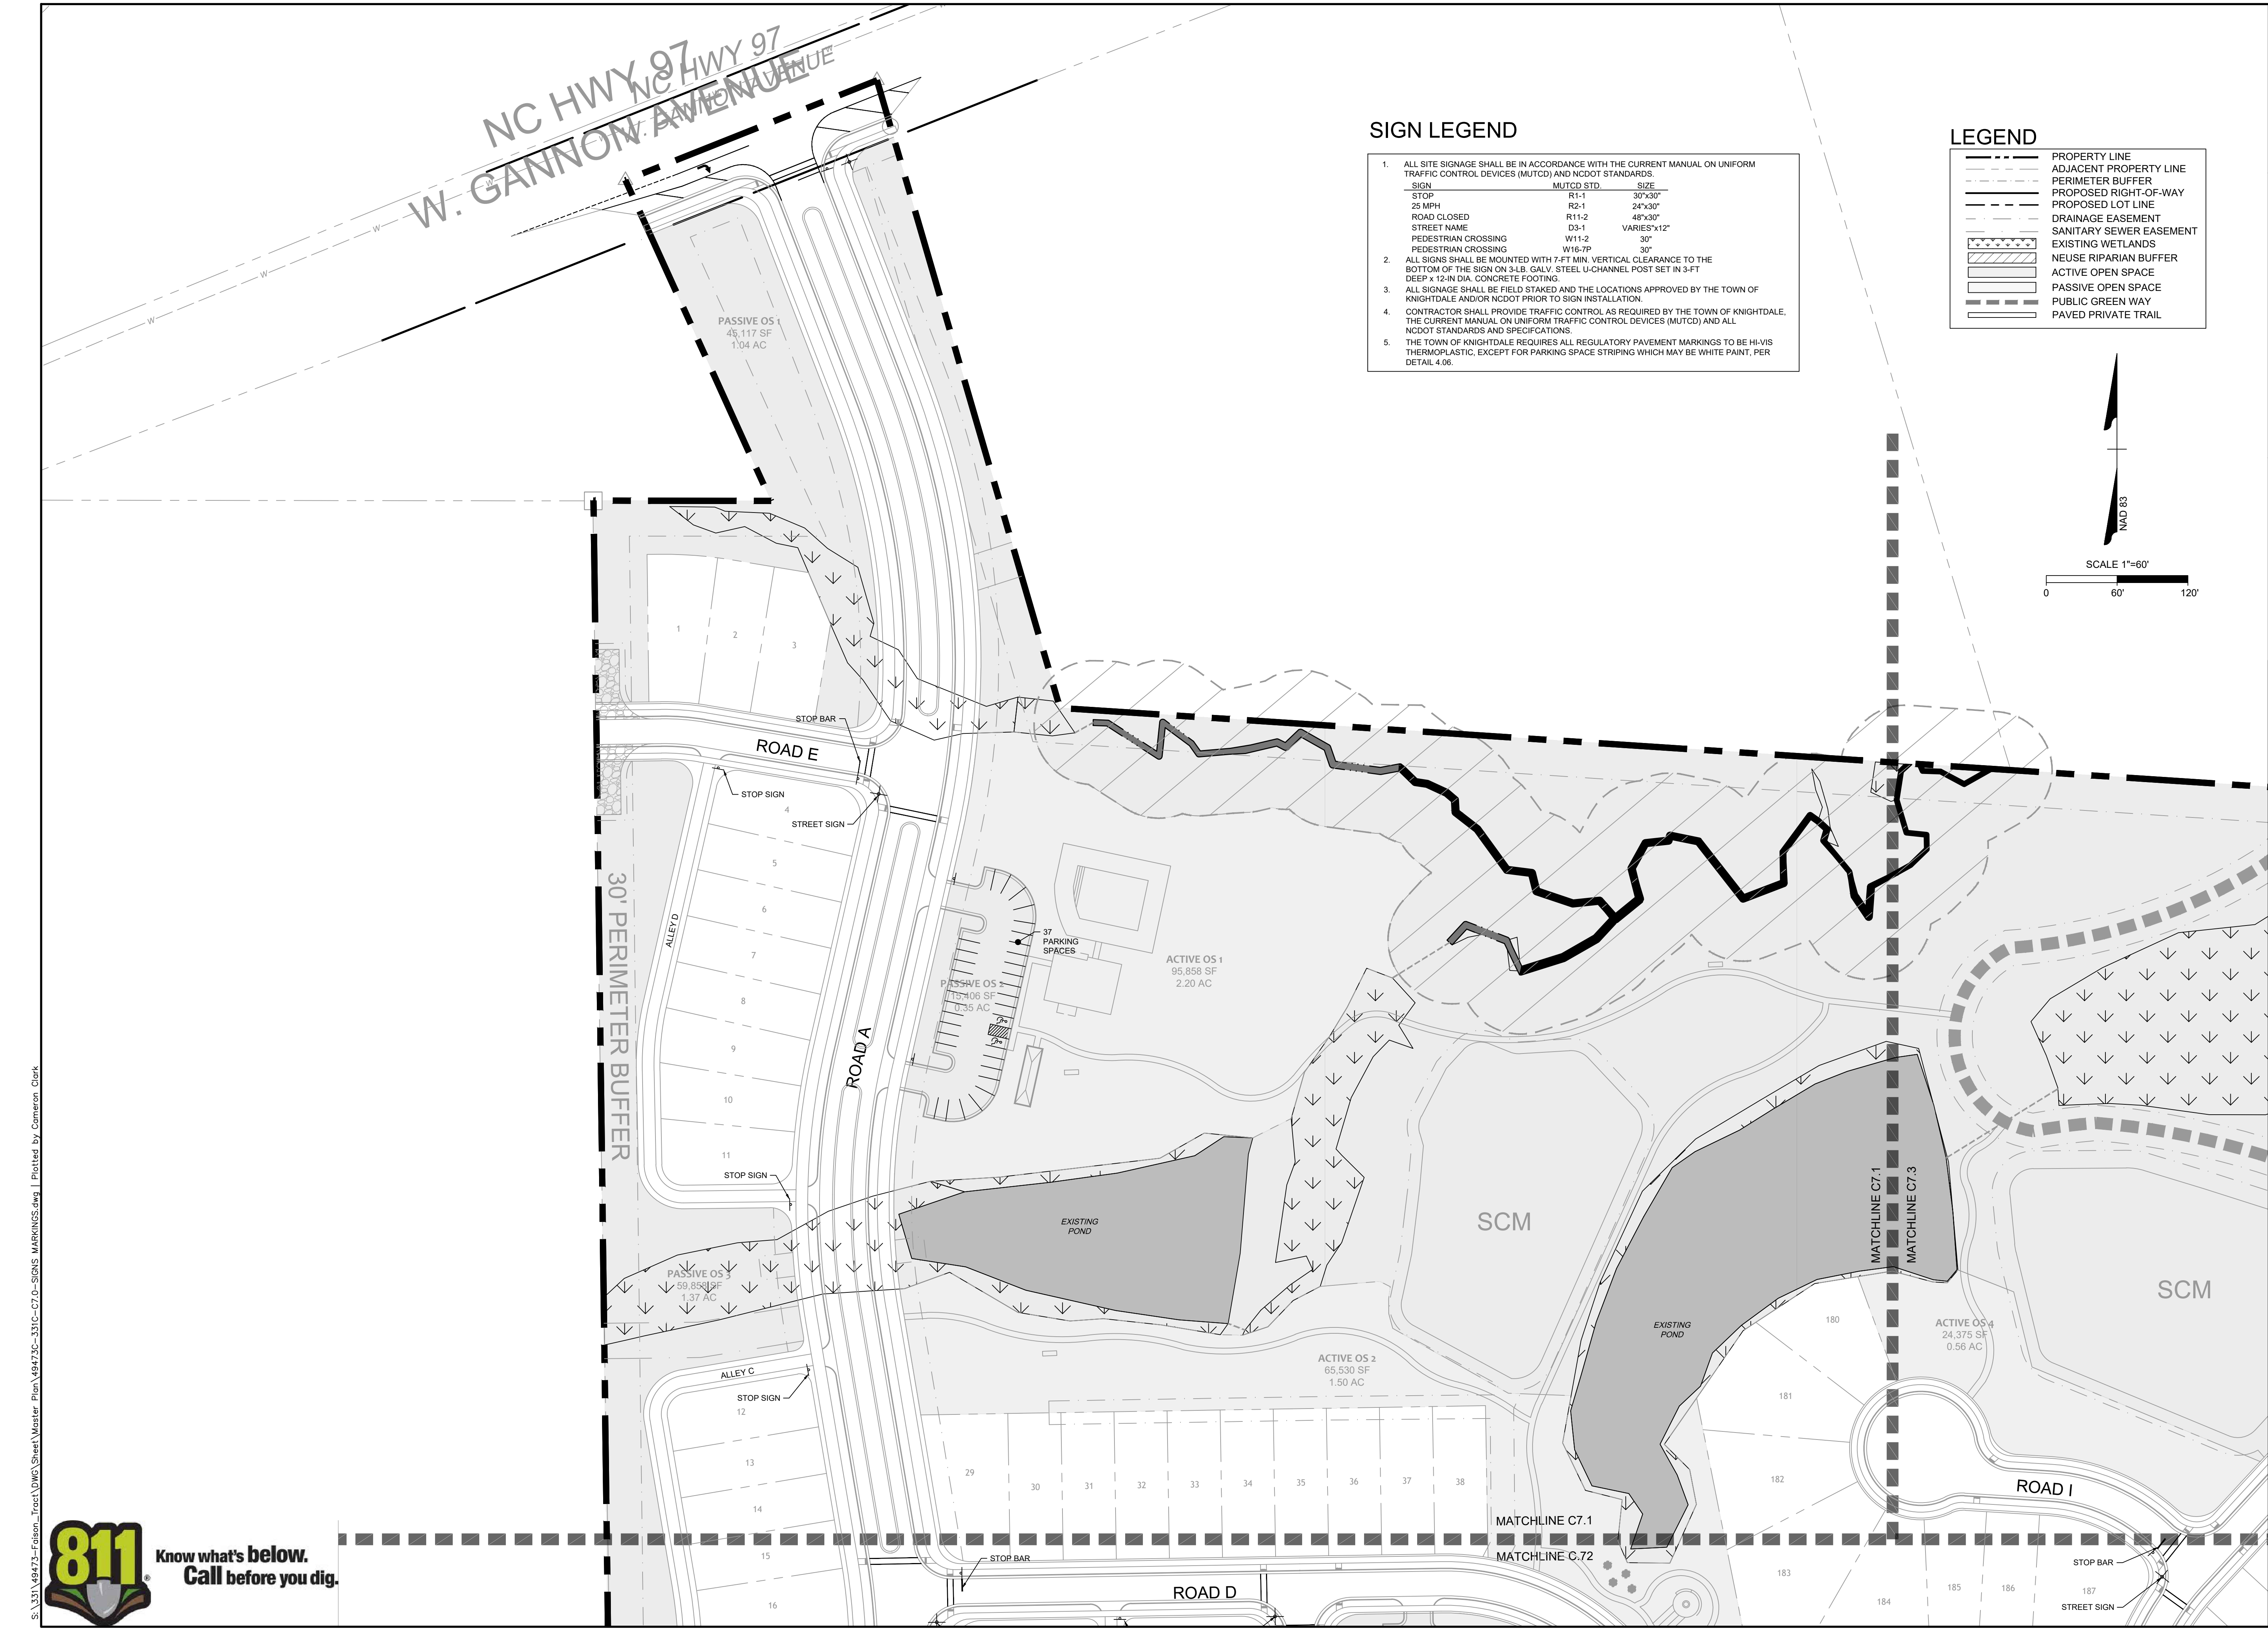 NC HWY 97
W. GANNON AVENUE
NC HWY 97
W. GANNON AVENUE
W
W
W
W
W
SIGN LEGEND
1. ALL SITE SIGNAGE SHALL BE IN ACCORDANCE WITH THE CURRENT MANUAL ON UNIFORM
TRAFFIC CONTROL DEVICES (MUTCD) AND NCDOT STANDARDS.
SIGN MUTCD STD. SIZE
STOP R1-1 30"x30"
25 MPH R2-1 24"x30"
ROAD CLOSED R11-2 48"x30"
STREET NAME D3-1 VARIES"x12"
PEDESTRIAN CROSSING W11-2 30"
PEDESTRIAN CROSSING W16-7P 30"
2. ALL SIGNS SHALL BE MOUNTED WITH 7-FT MIN. VERTICAL CLEARANCE TO THE
BOTTOM OF THE SIGN ON 3-LB. GALV. STEEL U-CHANNEL POST SET IN 3-FT
DEEP x 12-IN DIA. CONCRETE FOOTING.
3. ALL SIGNAGE SHALL BE FIELD STAKED AND THE LOCATIONS APPROVED BY THE TOWN OF
KNIGHTDALE AND/OR NCDOT PRIOR TO SIGN INSTALLATION.
4. CONTRACTOR SHALL PROVIDE TRAFFIC CONTROL AS REQUIRED BY THE TOWN OF KNIGHTDALE,
THE CURRENT MANUAL ON UNIFORM TRAFFIC CONTROL DEVICES (MUTCD) AND ALL
NCDOT STANDARDS AND SPECIFCATIONS.
5. THE TOWN OF KNIGHTDALE REQUIRES ALL REGULATORY PAVEMENT MARKINGS TO BE HI-VIS
THERMOPLASTIC, EXCEPT FOR PARKING SPACE STRIPING WHICH MAY BE WHITE PAINT, PER
DETAIL 4.06.
LEGEND
PROPERTY LINE
ADJACENT PROPERTY LINE
PERIMETER BUFFER
PROPOSED RIGHT-OF-WAY
PROPOSED LOT LINE
DRAINAGE EASEMENT
SANITARY SEWER EASEMENT
EXISTING WETLANDS
NEUSE RIPARIAN BUFFER
ACTIVE OPEN SPACE
PASSIVE OPEN SPACE
PUBLIC GREEN WAY
PAVED PRIVATE TRAIL
NAD 83
SCALE 1"=60'
0 60' 120'
PASSIVE OS 1
45,117 SF
1.04 AC
1
2
3
STOP BAR
ROAD E
STOP SIGN
STREET SIGN
4
5
6
7
8
9
10
11
ALLEY D
30' PERIMETER BUFFER
ROAD A
37
PARKING
SPACES
PASSIVE OS 2
15,406 SF
0.35 AC
ACTIVE OS 1
95,858 SF
2.20 AC
STOP SIGN
EXISTING
POND
SCM
MATCHLINE C7.1
MATCHLINE C7.3
SCM
PASSIVE OS 3
59,858 SF
1.37 AC
EXISTING
POND
180
ACTIVE OS 4
24,375 SF
0.56 AC
ALLEY C
STOP SIGN
ACTIVE OS 2
65,530 SF
1.50 AC
181
12
13
14
15
16
29
30
31
32
33
34
35
36
37
38
182
ROAD I
MATCHLINE C7.1
MATCHLINE C.72
STOP BAR
ROAD D
183
184
185
186
187
STOP BAR
STREET SIGN
811
®
Know what's below.
Call before you dig.
S:\331\49473-Faison_Tract\DWG\Sheet\Master Plan\49473C-331C-C7.0-SIGNS MARKINGS.dwg | Plotted by Cameron Clark